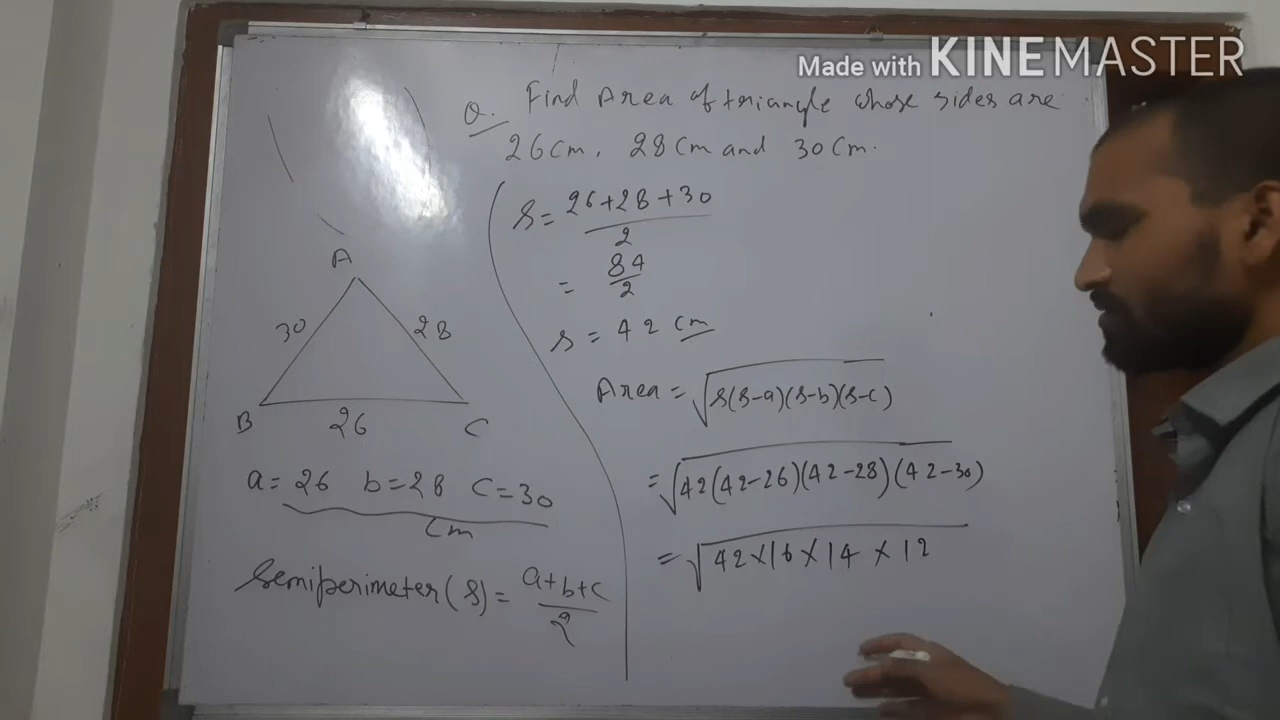 Made with KINEMASTER
Q. Find Area of triangle whose sides are
26 cm, 28 cm and 30 cm.
A
30
28
B
26
C
a = 26 b = 28 c = 30
cm
Semiperimeter (s) = a+b+c
2
s = 26+28+30
2
= 84
2
s = 42 cm
Area = √s(s-a)(s-b)(s-c)
= √42(42-26)(42-28)(42-30)
= √42×16×14×12